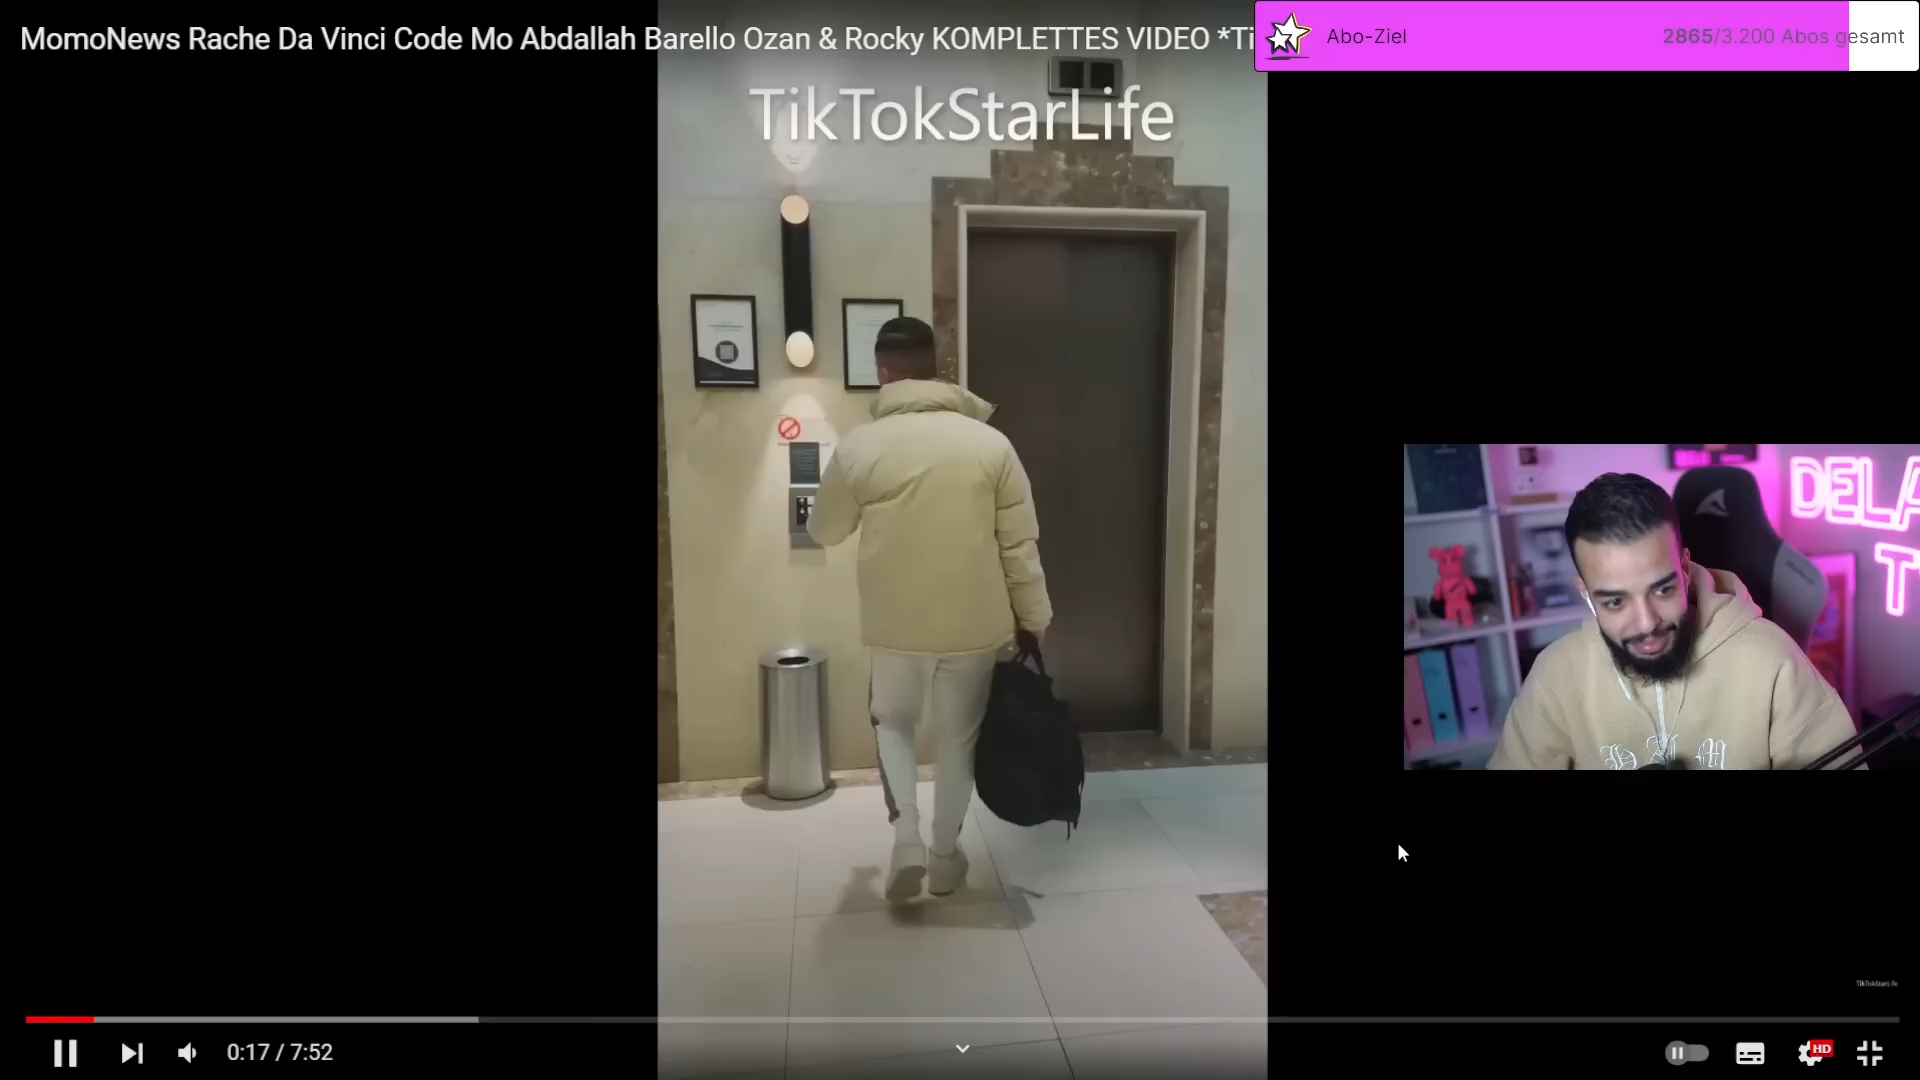 MomoNews Rache Da Vinci Code Mo Abdallah Barello Ozan & Rocky KOMPLETTES VIDEO *Ti
Abo-Ziel
2865/3.200 Abos gesamt
TikTokStarLife
DELA
T
TikTokStarLife
0:17 / 7:52
HD